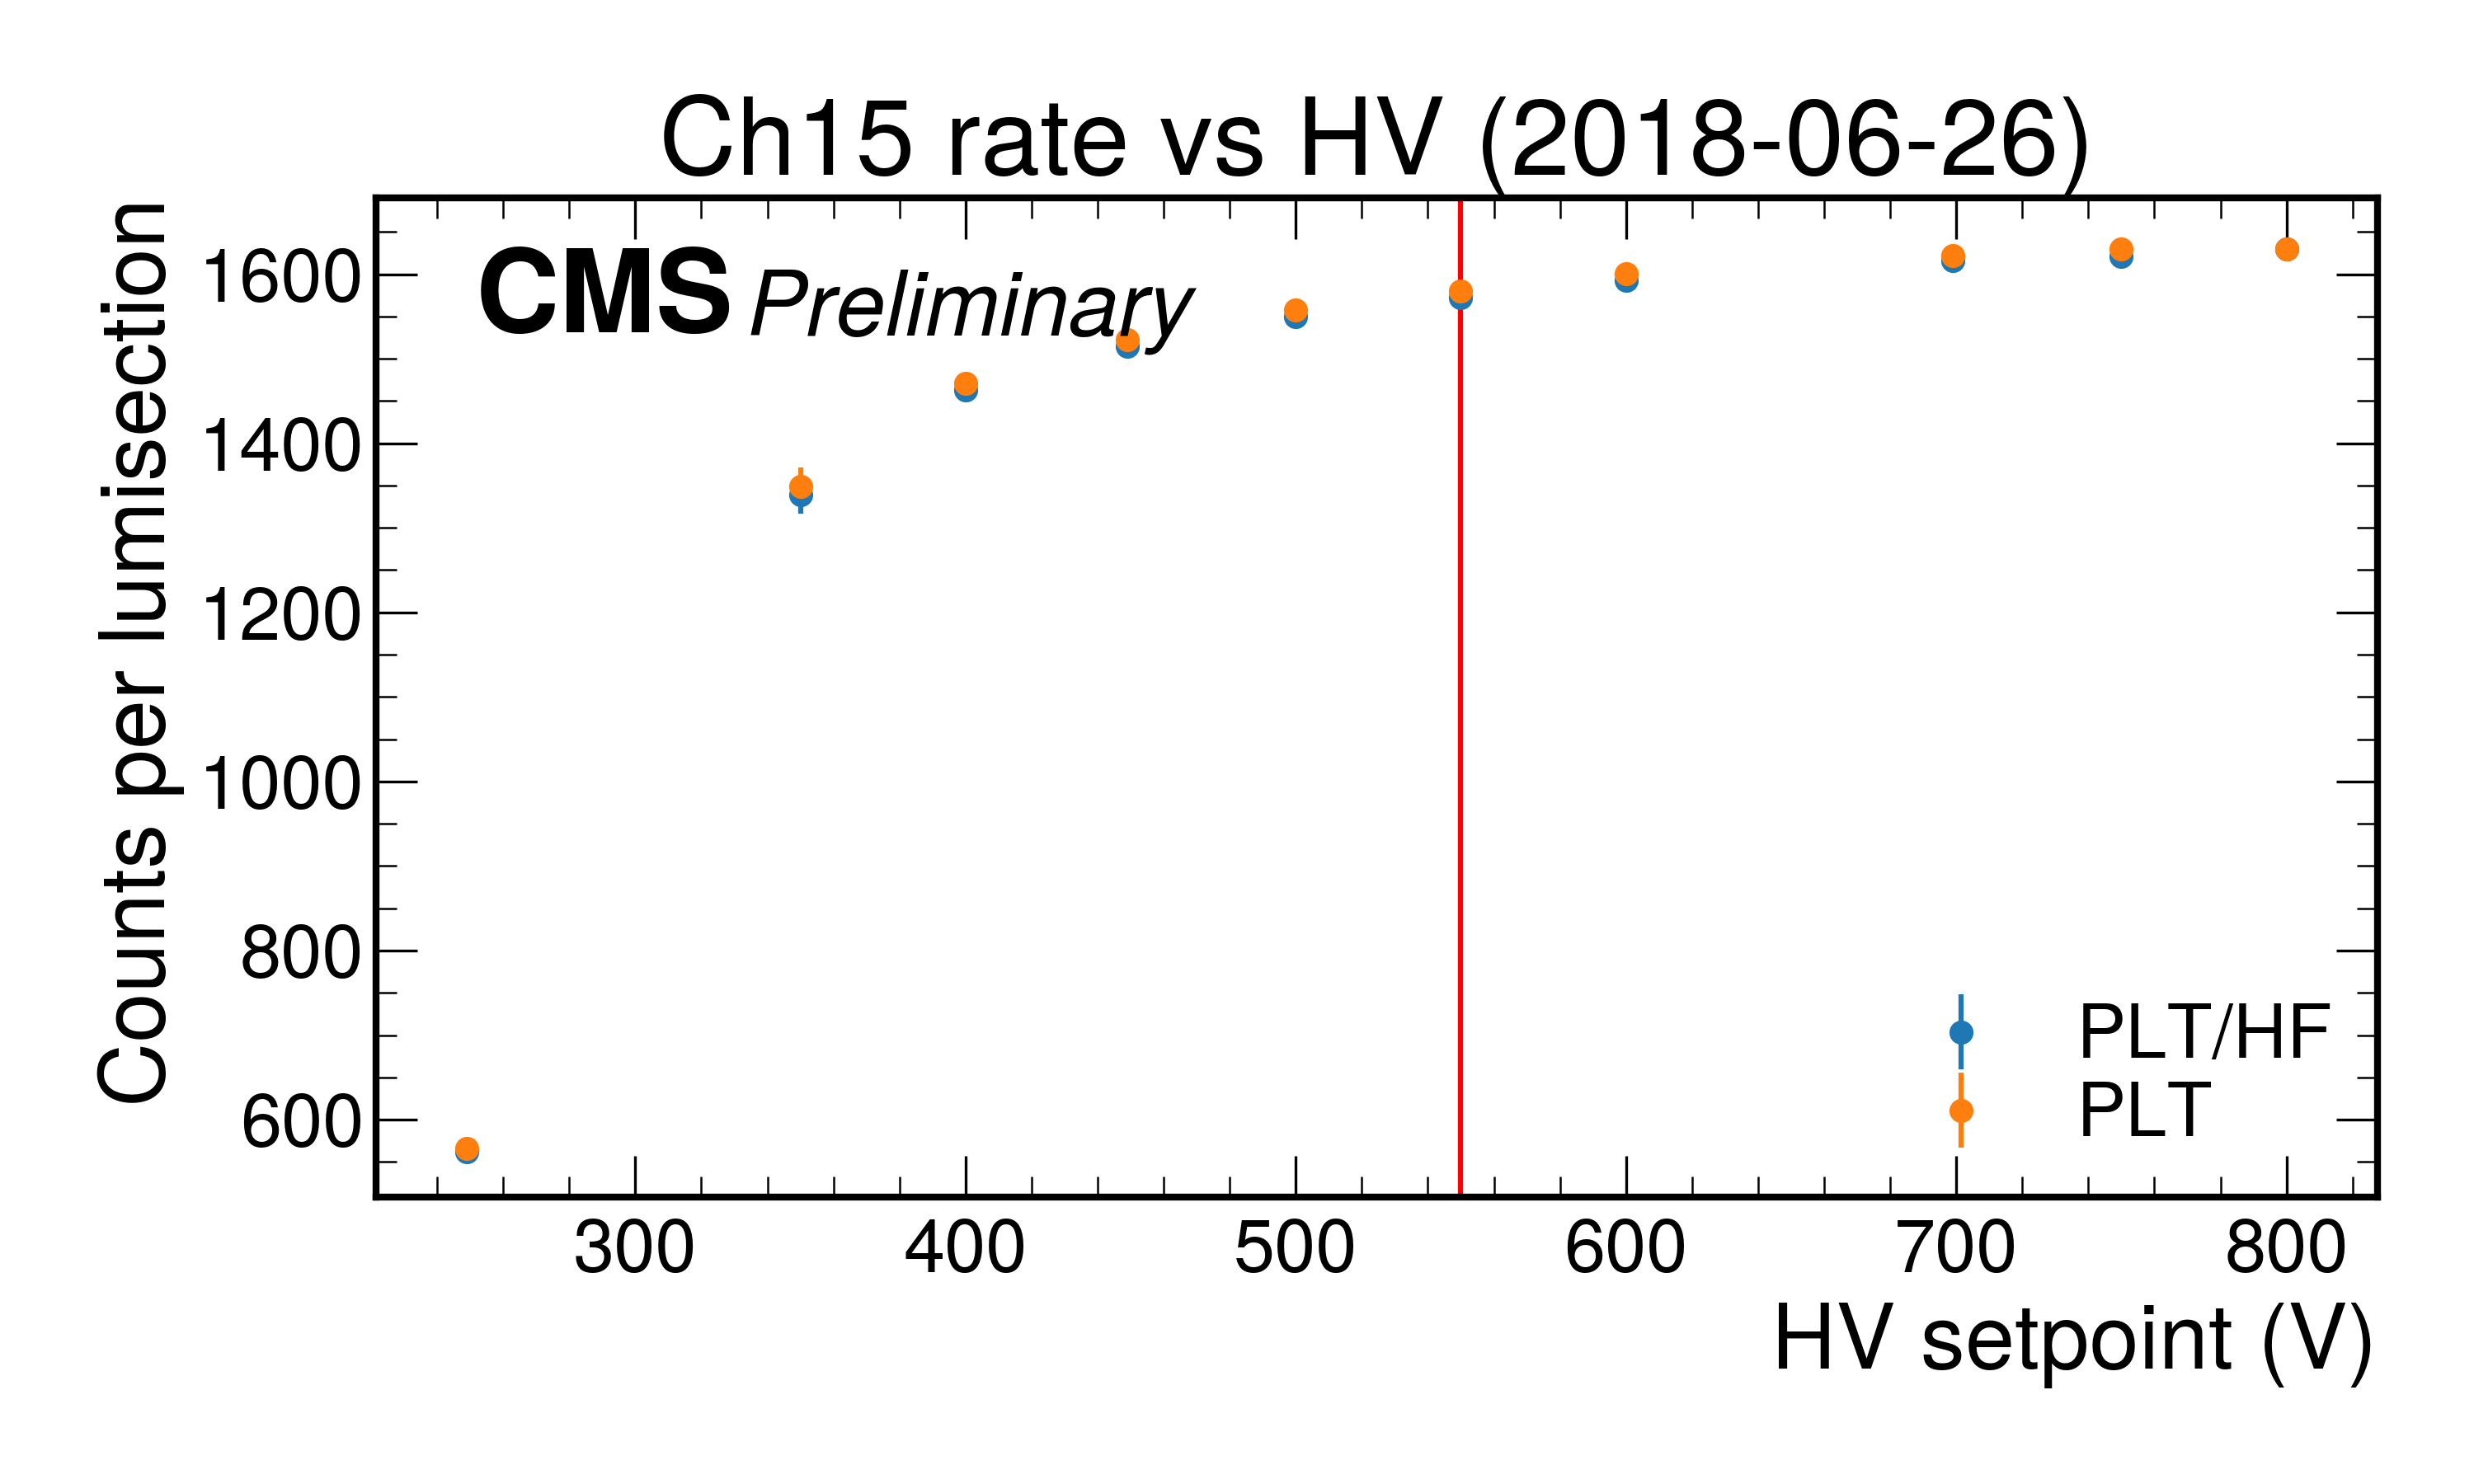 Ch15 rate vs HV (2018-06-26)
CMS Preliminary
Counts per lumisection
1600
1400
1200
1000
800
600
PLT/HF
PLT
300 400 500 600 700 800
HV setpoint (V)